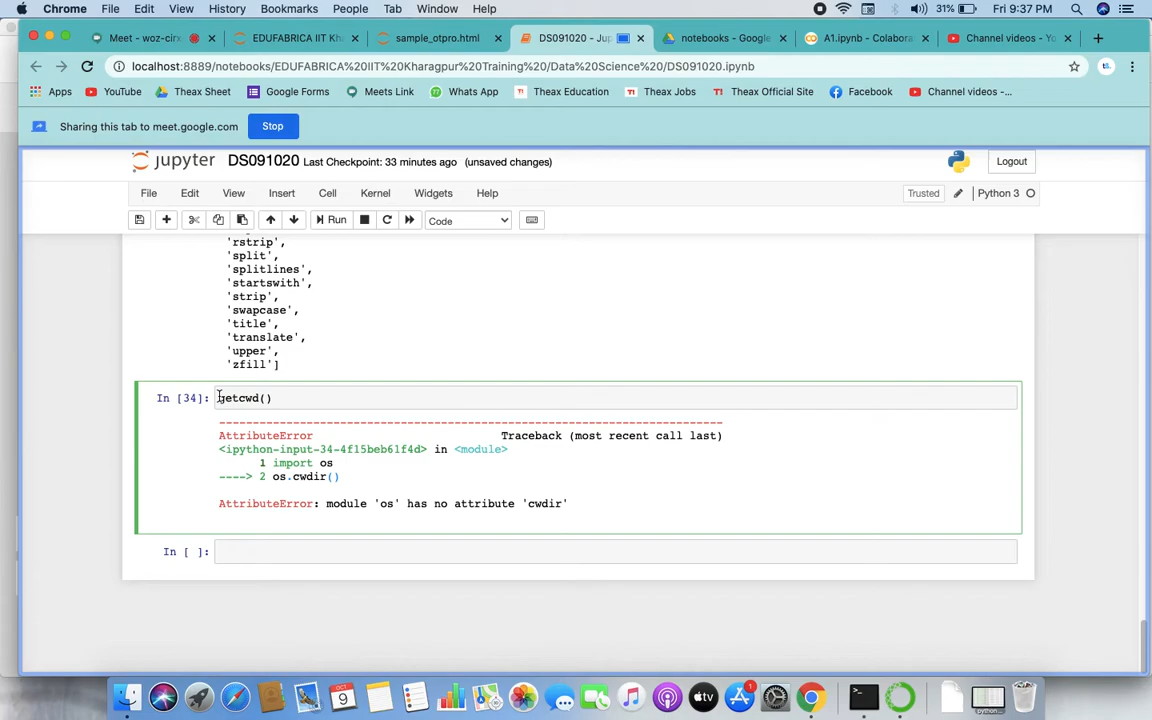 Chrome File Edit View History Bookmarks People Tab Window Help 31% Fri 9:37 PM
Meet - woz-cirx EDUFABRICA IIT Kha sample_otpro.html DS091020 - Jup notebooks - Google A1.ipynb - Colabora Channel videos - Yo
localhost:8889/notebooks/EDUFABRICA%20IIT%20Kharagpur%20Training%20/Data%20Science%20/DS091020.ipynb
Apps YouTube Theax Sheet Google Forms Meets Link Whats App Theax Education Theax Jobs Theax Official Site Facebook Channel videos -...
Sharing this tab to meet.google.com Stop
jupyter DS091020 Last Checkpoint: 33 minutes ago (unsaved changes) Logout
File Edit View Insert Cell Kernel Widgets Help Trusted Python 3
Run Code
'rstrip',
'split',
'splitlines',
'startswith',
'strip',
'swapcase',
'title',
'translate',
'upper',
'zfill']
In [34]: getcwd()
---------------------------------------------------------------------------
AttributeError Traceback (most recent call last)
<ipython-input-34-4f15beb61f4d> in <module>
1 import os
----> 2 os.cwdir()
AttributeError: module 'os' has no attribute 'cwdir'
In [ ]:
OCT
9
1
tv